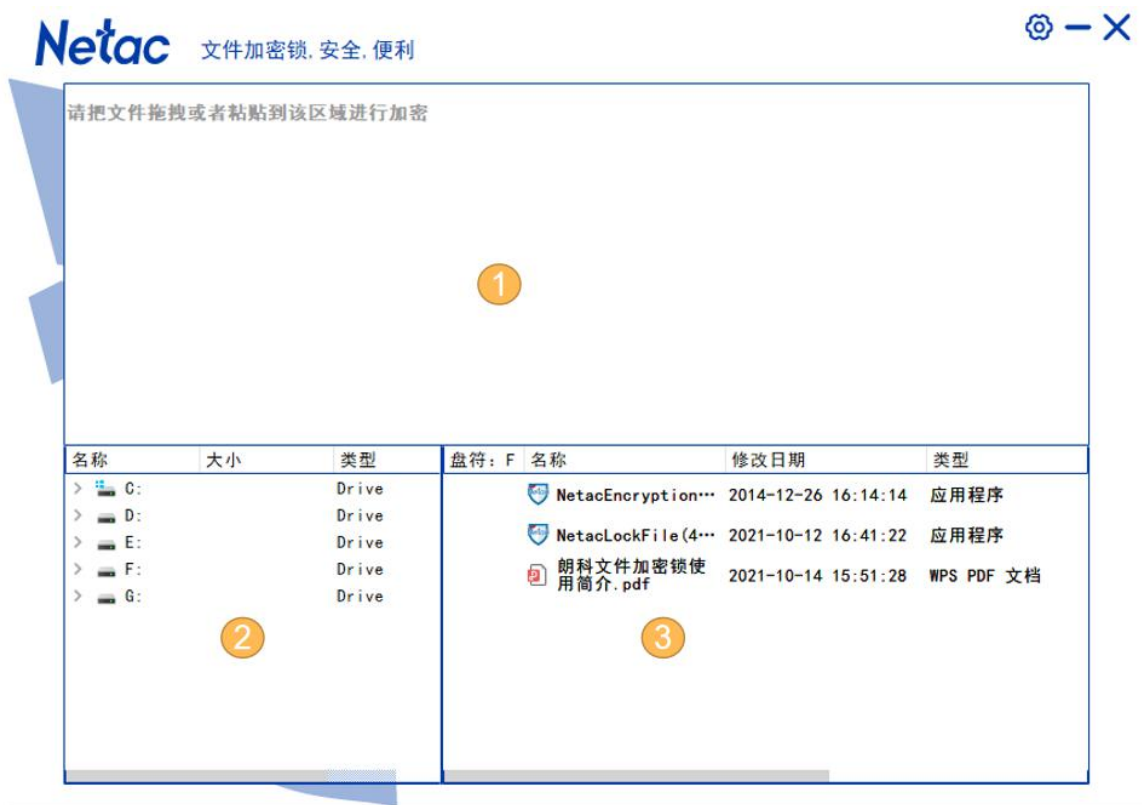 Netac 文件加密锁, 安全, 便利
请把文件拖拽或者粘贴到该区域进行加密
1
名称 大小 类型
C: Drive
D: Drive
E: Drive
F: Drive
G: Drive
2
盘符: F 名称 修改日期 类型
NetacEncryption… 2014-12-26 16:14:14 应用程序
NetacLockFile(4… 2021-10-12 16:41:22 应用程序
朗科文件加密锁使 2021-10-14 15:51:28 WPS PDF 文档
用简介.pdf
3